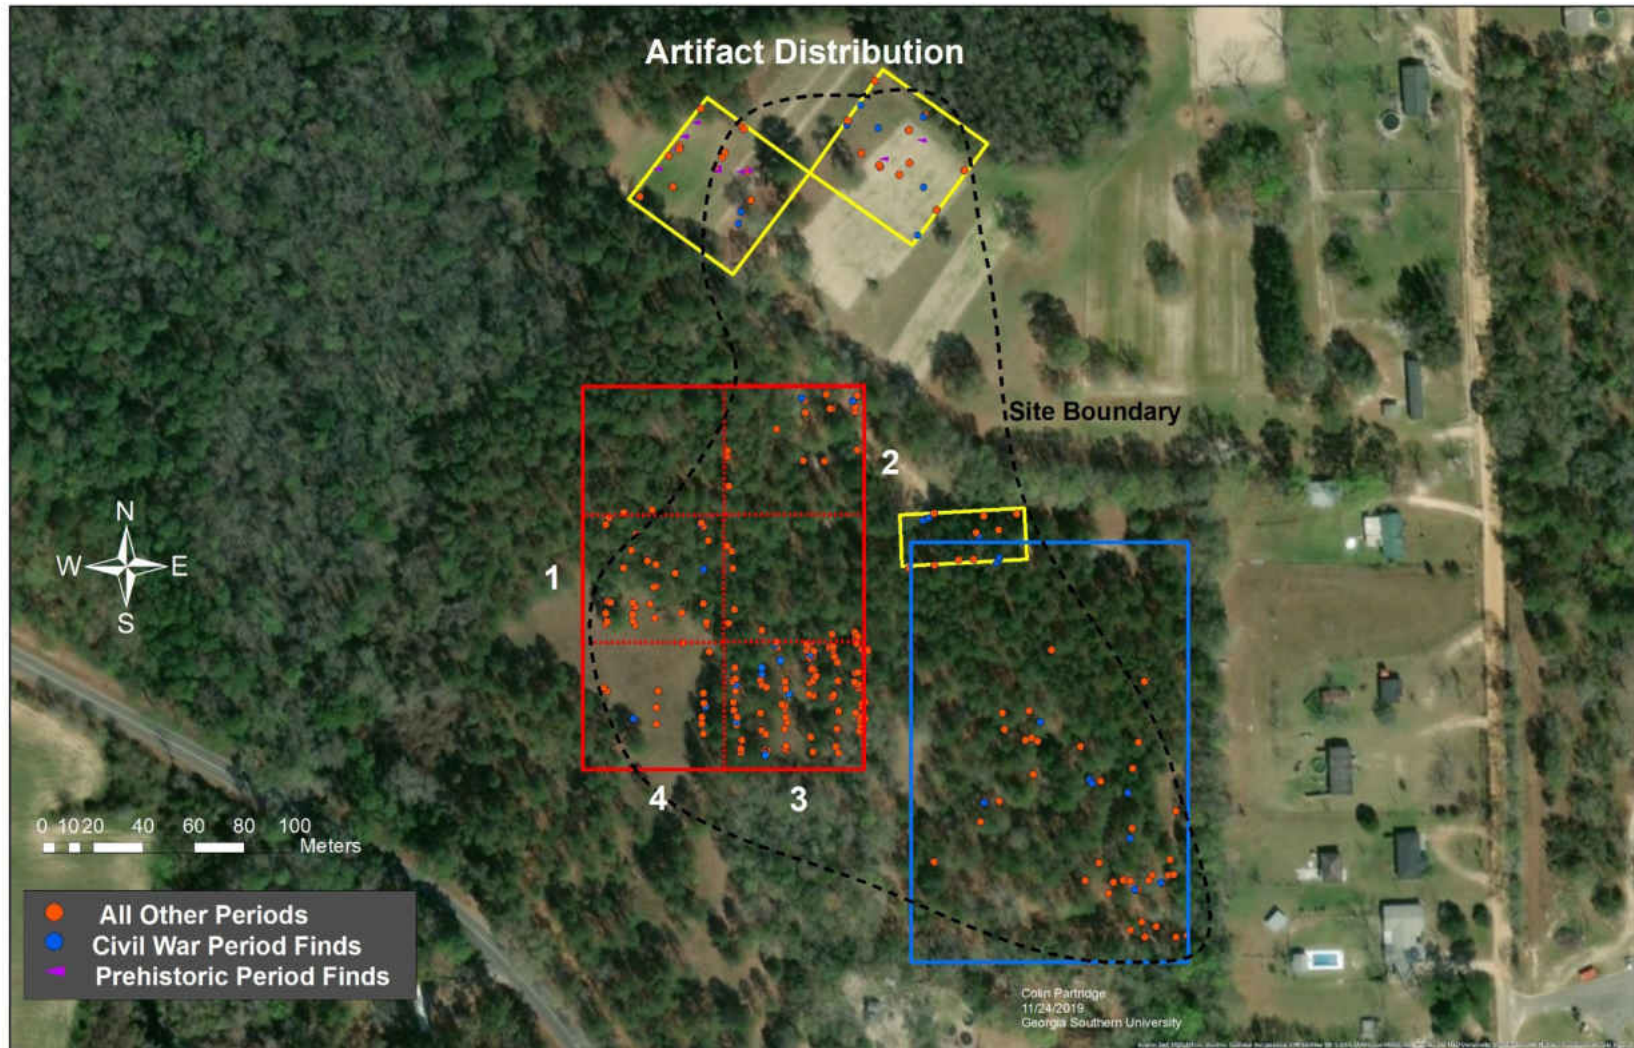 Artifact Distribution
Site Boundary
2
1
N
W E
S
4 3
0 10 20 40 60 80 100
Meters
All Other Periods
Civil War Period Finds
Prehistoric Period Finds
Colin Partridge
11/24/2019
Georgia Southern University